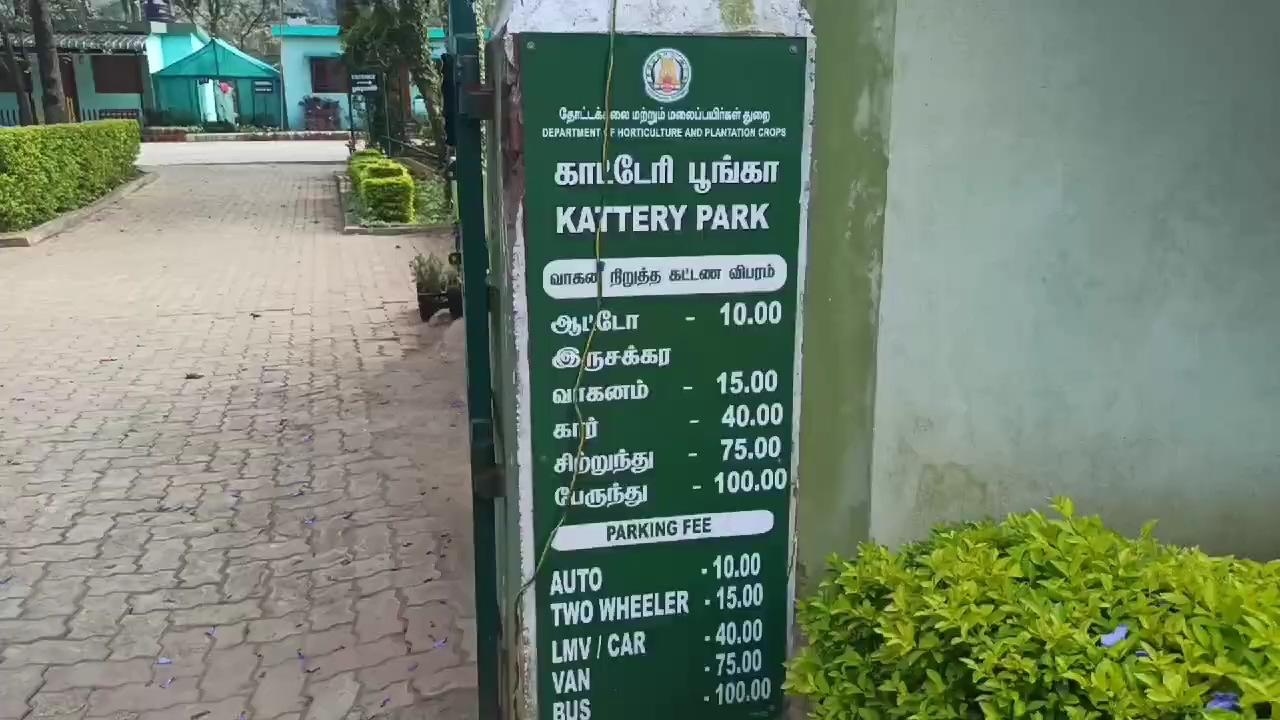 தோட்டக்கலை மற்றும் மலைப்பயிர்கள் துறை
DEPARTMENT OF HORTICULTURE AND PLANTATION CROPS
காட்டேரி பூங்கா
KATTERY PARK
வாகன நிறுத்த கட்டண விபரம்
ஆட்டோ - 10.00
இருசக்கர
வாகனம் - 15.00
கார் - 40.00
சிற்றுந்து - 75.00
பேருந்து - 100.00
PARKING FEE
AUTO - 10.00
TWO WHEELER - 15.00
LMV / CAR - 40.00
VAN - 75.00
BUS - 100.00